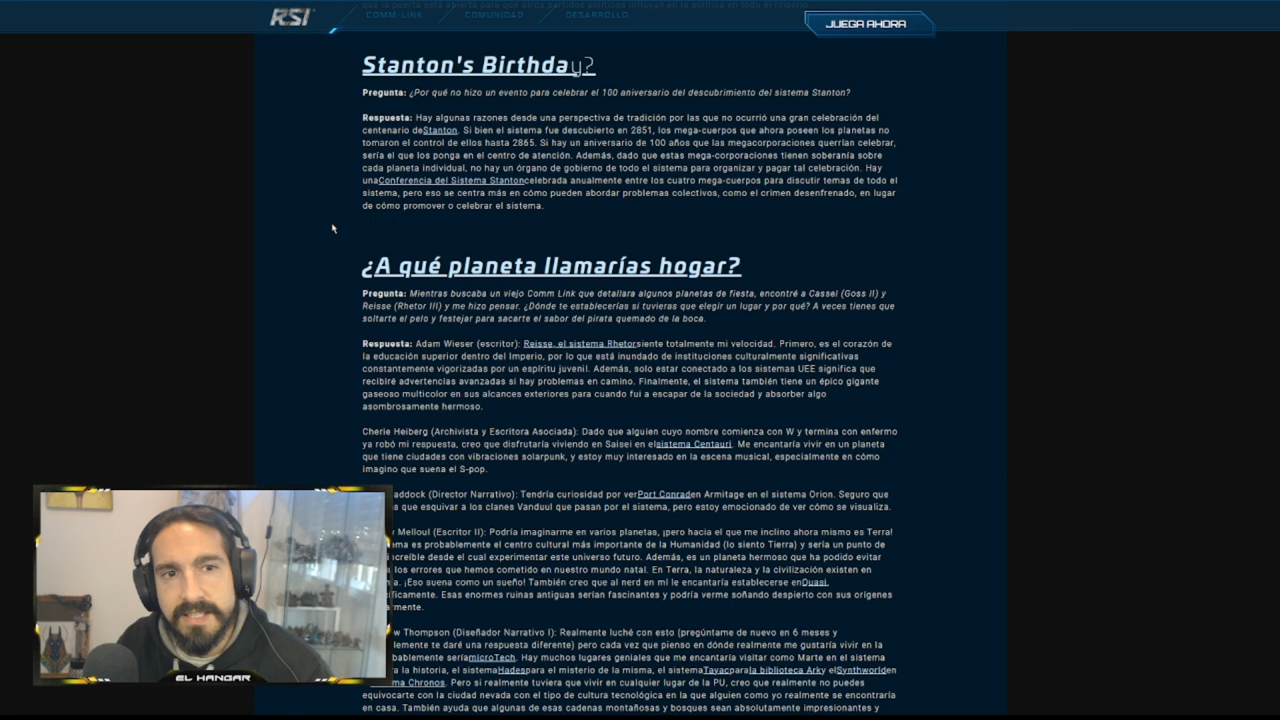 que la puerta está abierta para que otros partidos políticos influyan en la política en todo el Imperio.
RSI
COMM-LINK
COMUNIDAD
DESARROLLO
JUEGA AHORA
Stanton's Birthday?
Pregunta: ¿Por qué no hizo un evento para celebrar el 100 aniversario del descubrimiento del sistema Stanton?
Respuesta: Hay algunas razones desde una perspectiva de tradición por las que no ocurrió una gran celebración del
centenario deStanton. Si bien el sistema fue descubierto en 2851, los mega-cuerpos que ahora poseen los planetas no
tomaron el control de ellos hasta 2865. Si hay un aniversario de 100 años que las megacorporaciones querrían celebrar,
sería el que los ponga en el centro de atención. Además, dado que estas mega-corporaciones tienen soberanía sobre
cada planeta individual, no hay un órgano de gobierno de todo el sistema para organizar y pagar tal celebración. Hay
unaConferencia del Sistema Stantoncelebrada anualmente entre los cuatro mega-cuerpos para discutir temas de todo el
sistema, pero eso se centra más en cómo pueden abordar problemas colectivos, como el crimen desenfrenado, en lugar
de cómo promover o celebrar el sistema.
¿A qué planeta llamarías hogar?
Pregunta: Mientras buscaba un viejo Comm Link que detallara algunos planetas de fiesta, encontré a Cassel (Goss II) y
Reisse (Rhetor III) y me hizo pensar. ¿Dónde te establecerías si tuvieras que elegir un lugar y por qué? A veces tienes que
soltarte el pelo y festejar para sacarte el sabor del pirata quemado de la boca.
Respuesta: Adam Wieser (escritor): Reisse, el sistema Rhetorsiente totalmente mi velocidad. Primero, es el corazón de
la educación superior dentro del Imperio, por lo que está inundado de instituciones culturalmente significativas
constantemente vigorizadas por un espíritu juvenil. Además, solo estar conectado a los sistemas UEE significa que
recibiré advertencias avanzadas si hay problemas en camino. Finalmente, el sistema también tiene un épico gigante
gaseoso multicolor en sus alcances exteriores para cuando fui a escapar de la sociedad y absorber algo
asombrosamente hermoso.
Cherie Heiberg (Archivista y Escritora Asociada): Dado que alguien cuyo nombre comienza con W y termina con enfermo
ya robó mi respuesta, creo que disfrutaría viviendo en Saisei en elsistema Centauri. Me encantaría vivir en un planeta
que tiene ciudades con vibraciones solarpunk, y estoy muy interesado en la escena musical, especialmente en cómo
imagino que suena el S-pop.
addock (Director Narrativo): Tendría curiosidad por verPort Conraden Armitage en el sistema Orion. Seguro que
s que esquivar a los clanes Vanduul que pasan por el sistema, pero estoy emocionado de ver cómo se visualiza.
Melloul (Escritor II): Podría imaginarme en varios planetas, ¡pero hacia el que me inclino ahora mismo es Terra!
ma es probablemente el centro cultural más importante de la Humanidad (lo siento Tierra) y sería un punto de
creíble desde el cual experimentar este universo futuro. Además, es un planeta hermoso que ha podido evitar
los errores que hemos cometido en nuestro mundo natal. En Terra, la naturaleza y la civilización existen en
a. ¡Eso suena como un sueño! También creo que al nerd en mí le encantaría establecerse enQuasi,
íficamente. Esas enormes ruinas antiguas serían fascinantes y podría verme soñando despierto con sus orígenes
rmente.
w Thompson (Diseñador Narrativo I): Realmente luché con esto (pregúntame de nuevo en 6 meses y
lemente te daré una respuesta diferente) pero cada vez que pienso en dónde realmente me gustaría vivir en la
bablemente seríamicroTech. Hay muchos lugares geniales que me encantaría visitar como Marte en el sistema
ra la historia, el sistemaHadespara el misterio de la misma, el sistemaTayacparala biblioteca Arky elSynthworlden
ma Chronos. Pero si realmente tuviera que vivir en cualquier lugar de la PU, creo que realmente no puedes
equivocarte con la ciudad nevada con el tipo de cultura tecnológica en la que alguien como yo realmente se encontraría
en casa. También ayuda que algunas de esas cadenas montañosas y bosques sean absolutamente impresionantes y
EL HANGAR